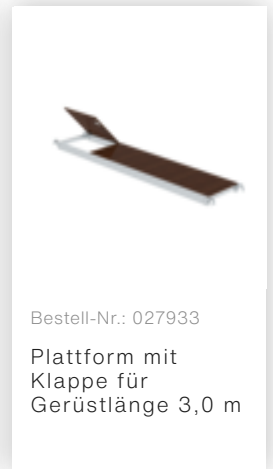 Bestell-Nr.: 027933
Plattform mit
Klappe für
Gerüstlänge 3,0 m